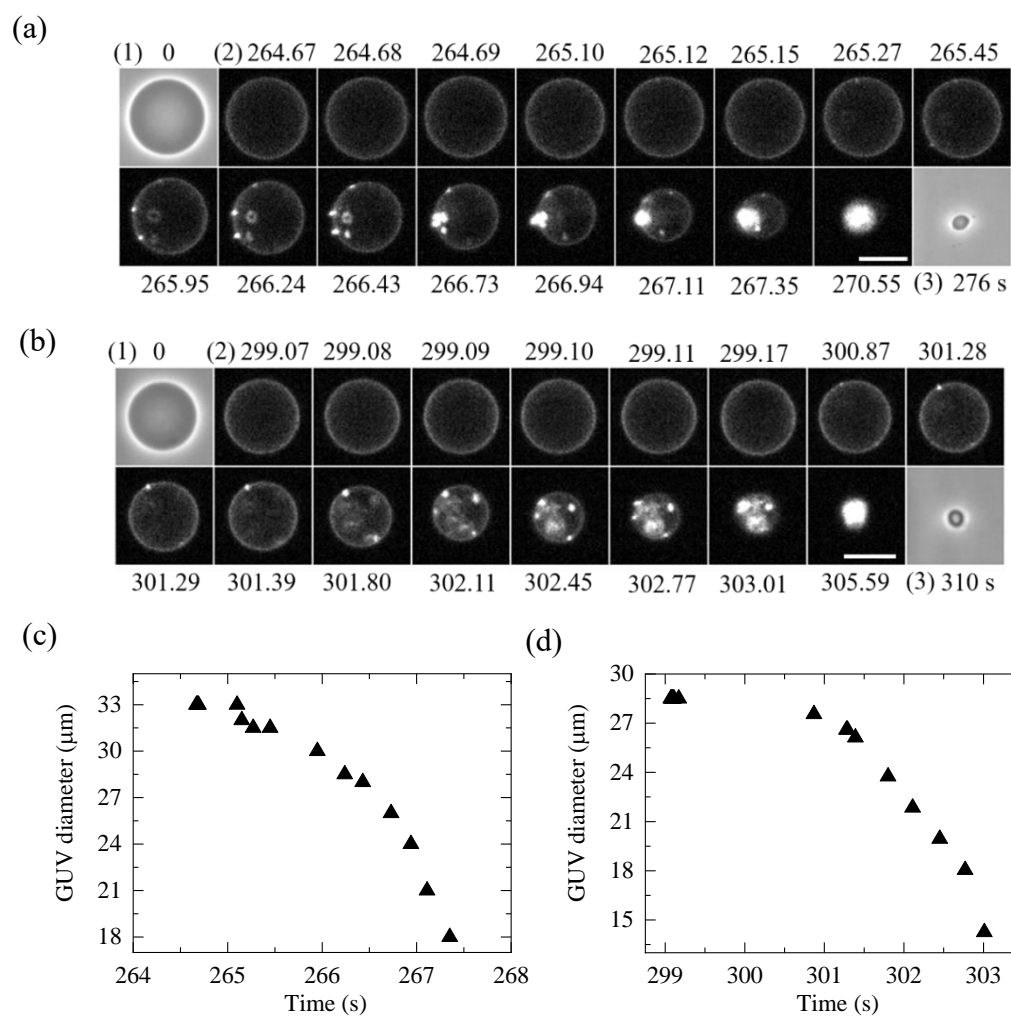 (a)
(1) 0 (2) 264.67 264.68 264.69 265.10 265.12 265.15 265.27 265.45
265.95 266.24 266.43 266.73 266.94 267.11 267.35 270.55 (3) 276 s
(b)
(1) 0 (2) 299.07 299.08 299.09 299.10 299.11 299.17 300.87 301.28
301.29 301.39 301.80 302.11 302.45 302.77 303.01 305.59 (3) 310 s
(c)
GUV diameter (μm)
33
30
27
24
21
18
264 265 266 267 268
Time (s)
(d)
GUV diameter (μm)
30
27
24
21
18
15
299 300 301 302 303
Time (s)